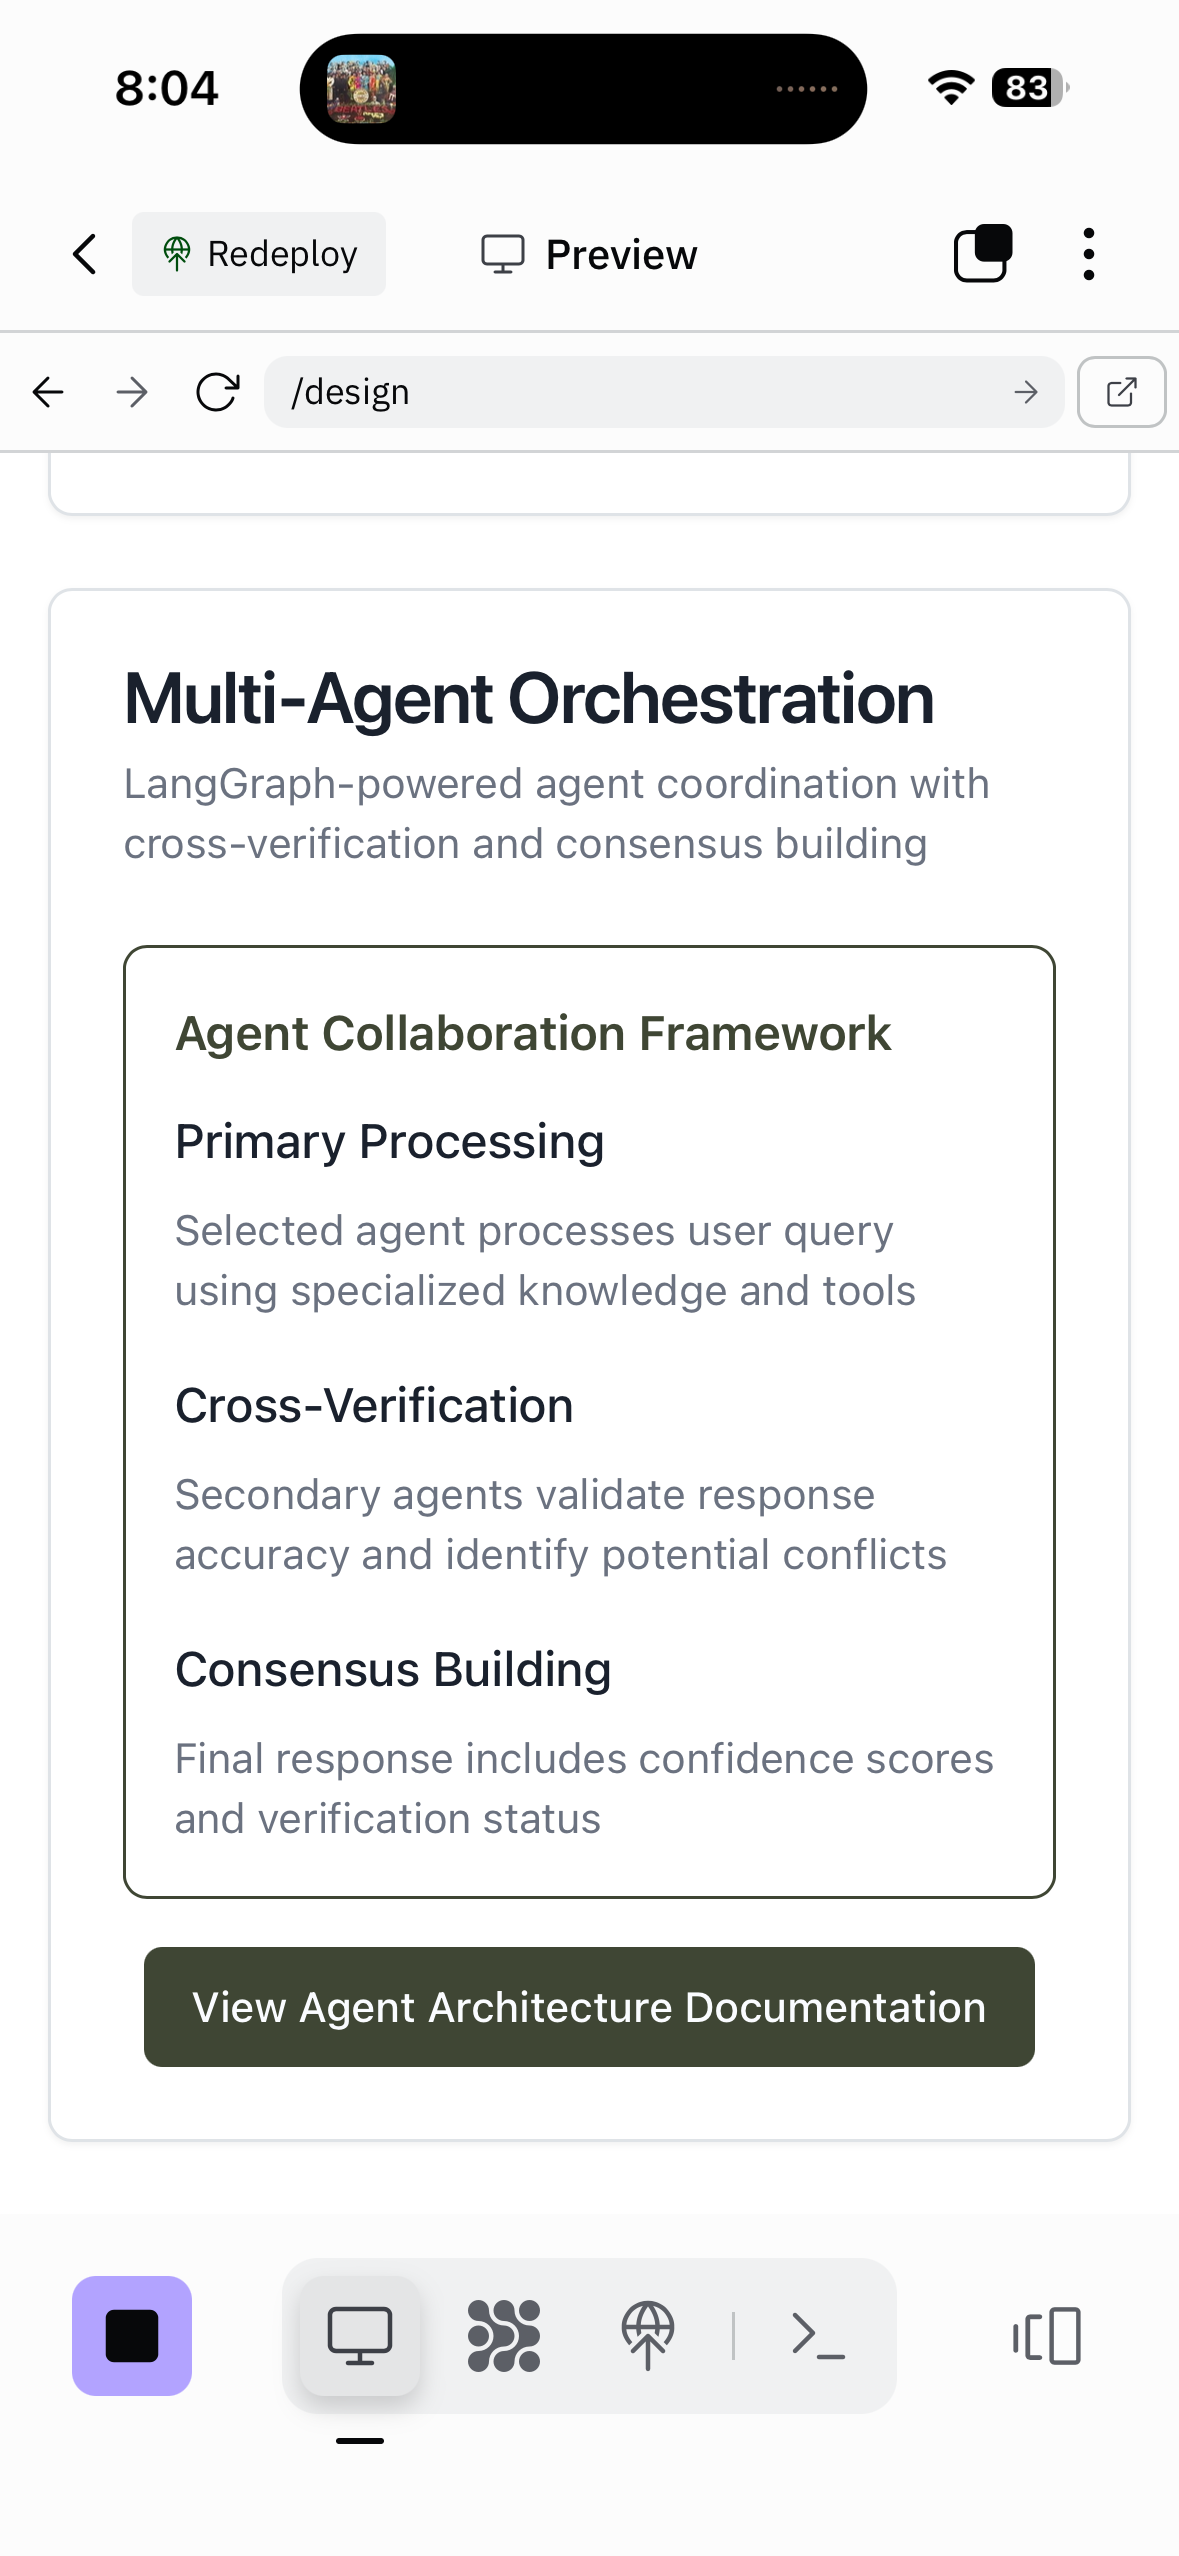 8:04
83
Redeploy
Preview
/design
Multi-Agent Orchestration
LangGraph-powered agent coordination with
cross-verification and consensus building
Agent Collaboration Framework
Primary Processing
Selected agent processes user query
using specialized knowledge and tools
Cross-Verification
Secondary agents validate response
accuracy and identify potential conflicts
Consensus Building
Final response includes confidence scores
and verification status
View Agent Architecture Documentation